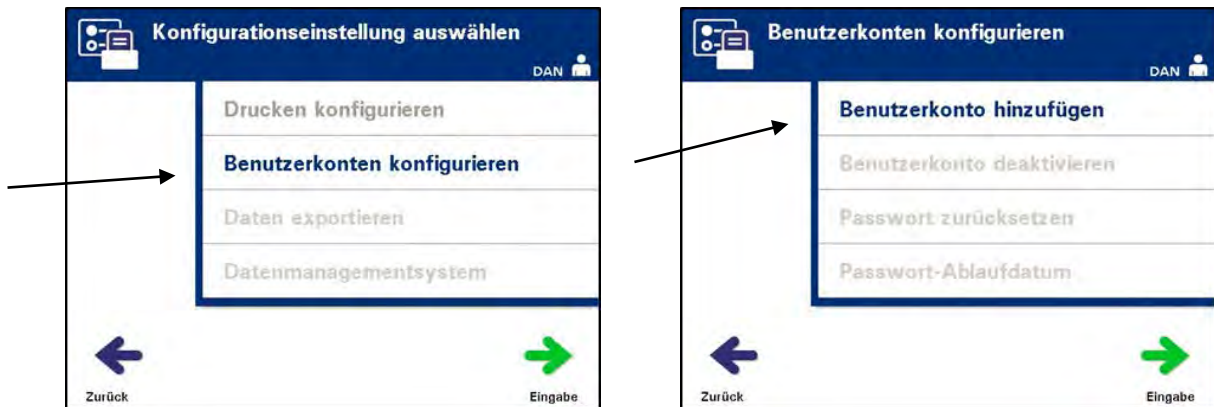 Konfigurationseinstellung auswählen
DAN
Drucken konfigurieren
Benutzerkonten konfigurieren
Daten exportieren
Datenmanagementsystem
Zurück
Eingabe
Benutzerkonten konfigurieren
DAN
Benutzerkonto hinzufügen
Benutzerkonto deaktivieren
Passwort zurücksetzen
Passwort-Ablaufdatum
Zurück
Eingabe